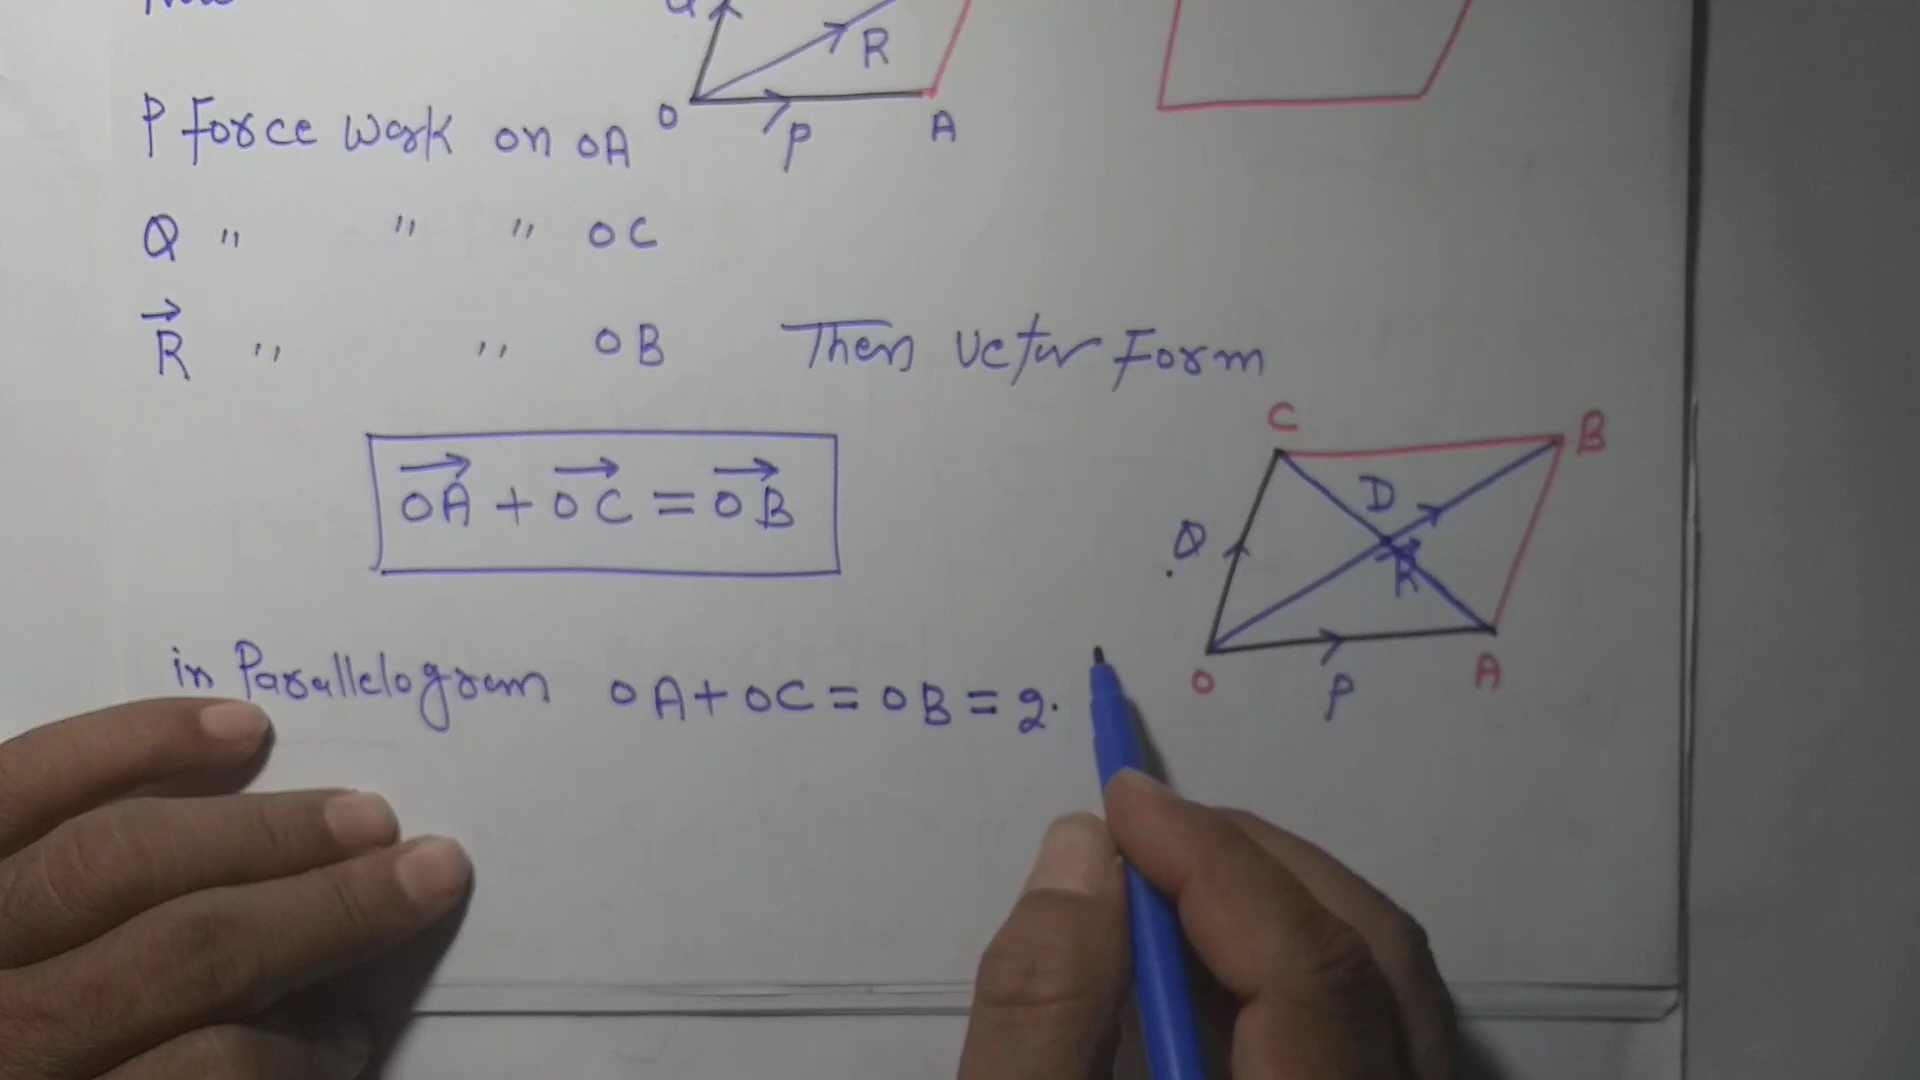 R
O
P
A
P Force work on OA
Q " " " OC
R " " OB Then vector Form
OA + OC = OB
C
B
D
Q
R
O
P
A
in Parallelogram OA + OC = OB = 2.